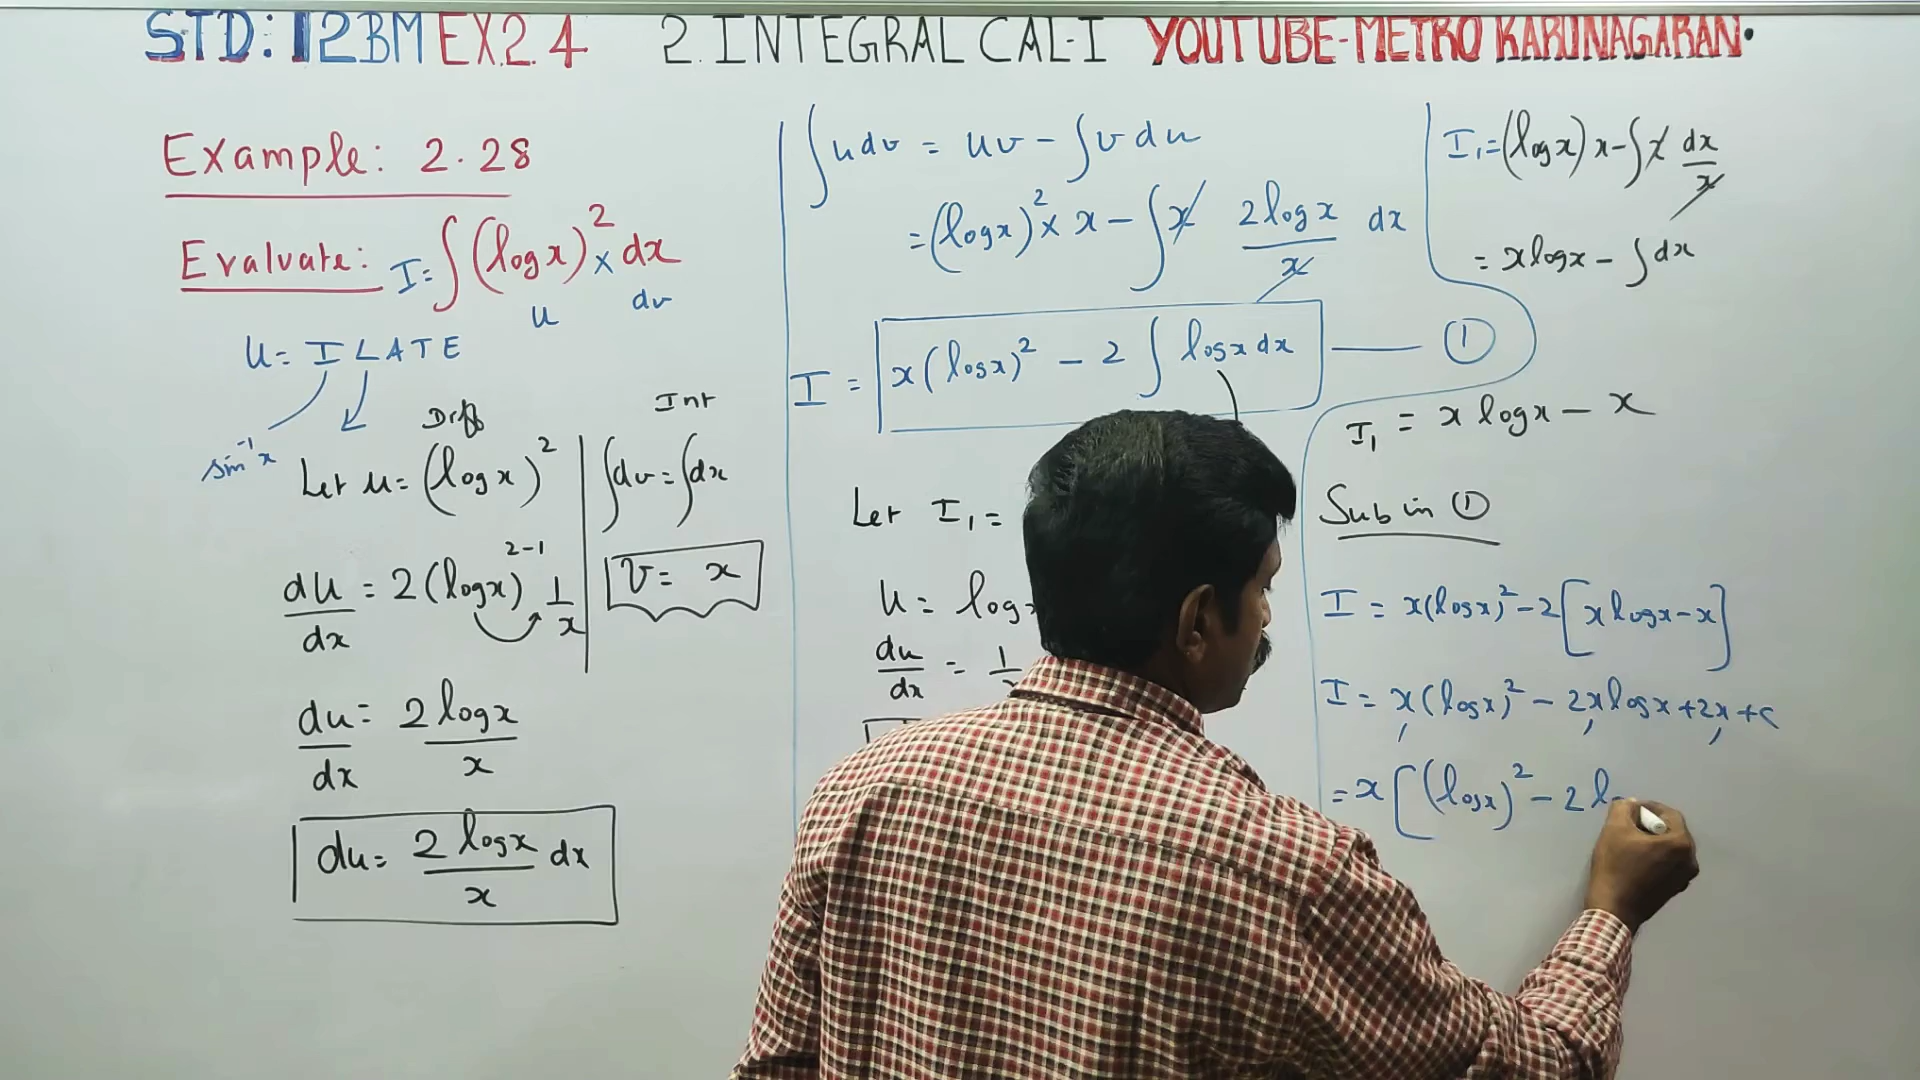 STD: 12BM EX2.4 2. INTEGRAL CAL-I YOUTUBE-METRO KARUNAGARAN.
Example: 2.28
Evaluate: I = ∫ (log x)² × dx
u dv
u = I L A T E
sin⁻¹x
Diff Int
Let u = (log x)² ∫dv = ∫dx
du/dx = 2(log x)²⁻¹ 1/x
V = x
du/dx = 2 log x / x
du = 2 log x / x dx
∫u dv = uv - ∫v du
= (log x)² × x - ∫x 2 log x / x dx
I = x(log x)² - 2 ∫ log x dx — ①
Let I₁ =
u = log
du/dx = 1/
I₁ = (log x) x - ∫x dx/x
= x log x - ∫dx
I₁ = x log x - x
Sub in ①
I = x(log x)² - 2[x log x - x]
I = x(log x)² - 2x log x + 2x + c
= x[(log x)² - 2 l